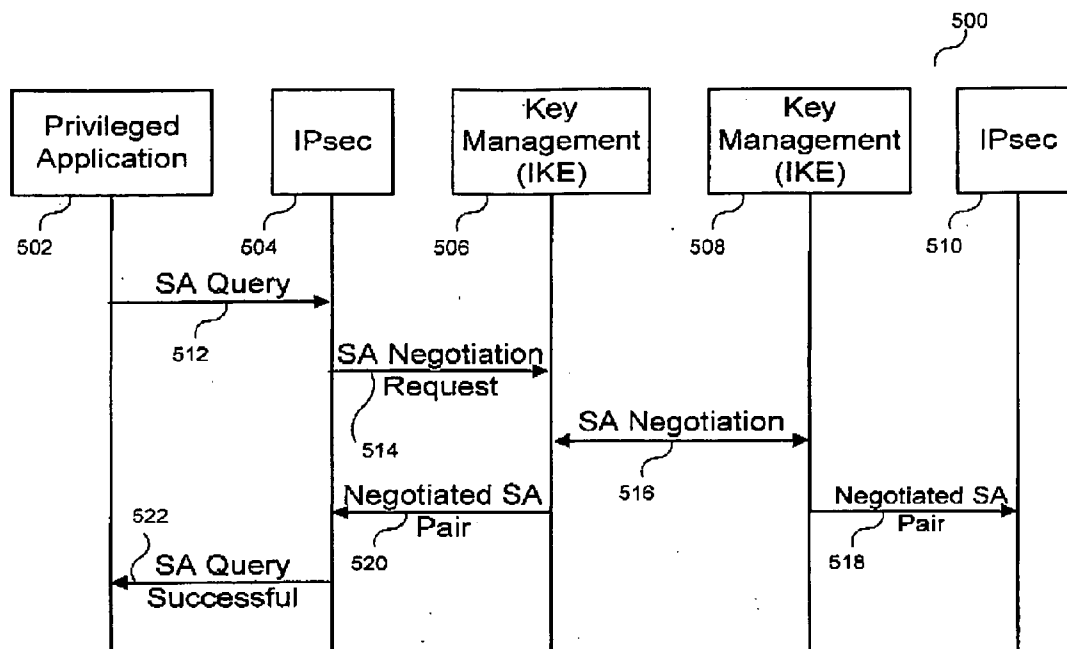 500
Privileged
Application
IPsec
Key
Management
(IKE)
Key
Management
(IKE)
IPsec
502
504
506
508
510
SA Query
512
SA Negotiation
Request
514
SA Negotiation
516
Negotiated SA
Pair
520
Negotiated SA
Pair
518
522
SA Query
Successful